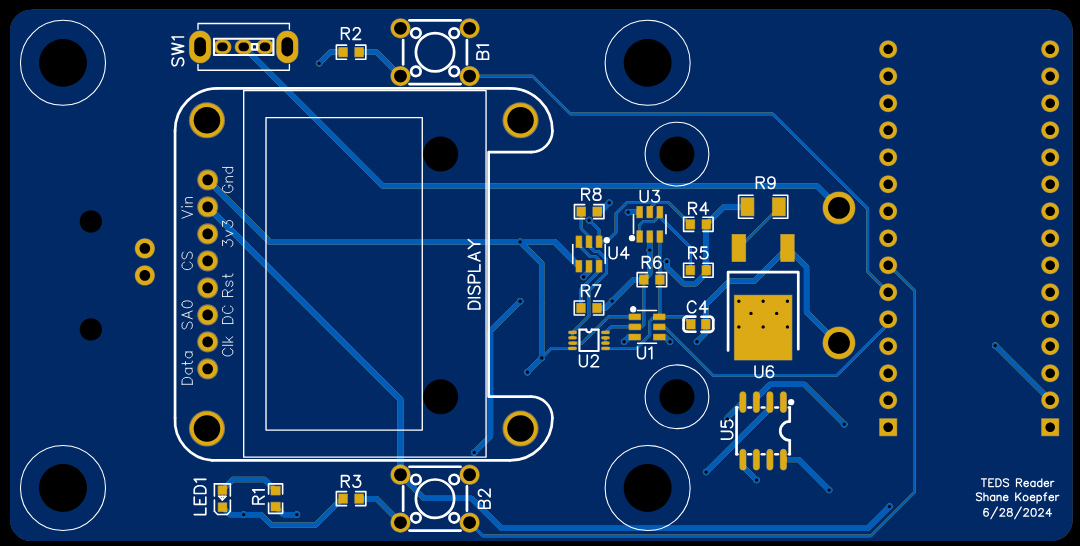 SW1
R2
B1
Gnd
Vin
3v3
CS
Rst
DC
SA0
Clk
Data
DISPLAY
R8
U3
R4
R9
U4
R5
R6
R7
C4
U2
U1
U6
U5
LED1
R1
R3
B2
TEDS Reader
Shane Koepfer
6/28/2024